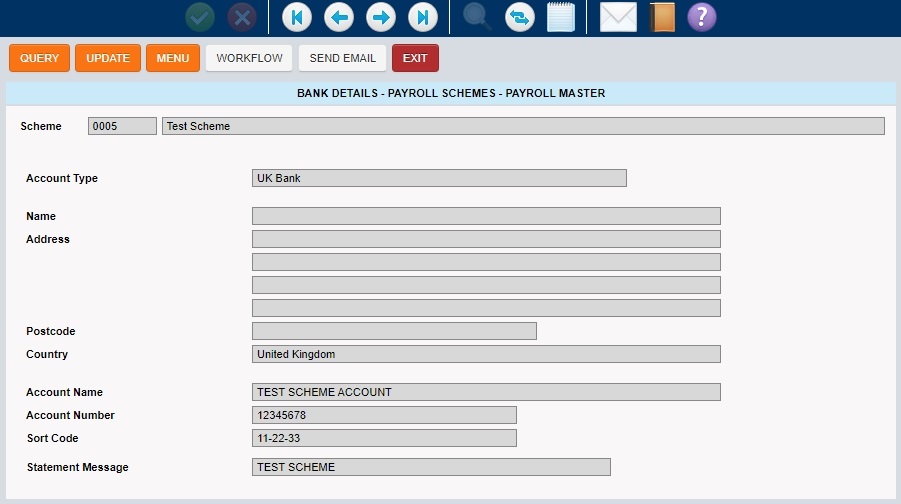 ?
QUERY UPDATE MENU WORKFLOW SEND EMAIL EXIT
BANK DETAILS - PAYROLL SCHEMES - PAYROLL MASTER
Scheme 0005 Test Scheme
Account Type UK Bank
Name
Address
Postcode
Country United Kingdom
Account Name TEST SCHEME ACCOUNT
Account Number 12345678
Sort Code 11-22-33
Statement Message TEST SCHEME